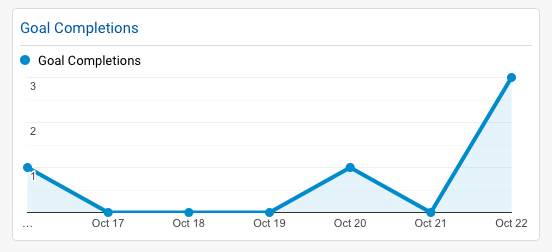 Goal Completions
Goal Completions
3
2
1
... Oct 17 Oct 18 Oct 19 Oct 20 Oct 21 Oct 22